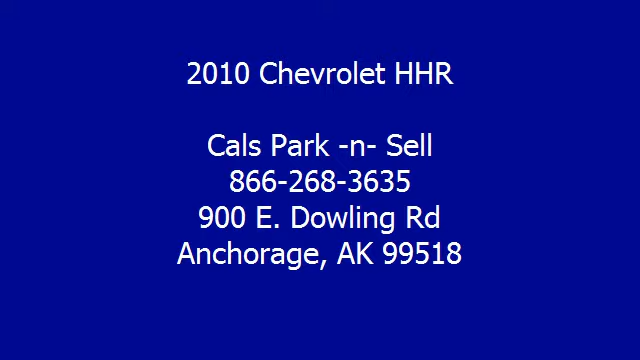 2010 Chevrolet HHR
Cals Park -n- Sell
866-268-3635
900 E. Dowling Rd
Anchorage, AK 99518